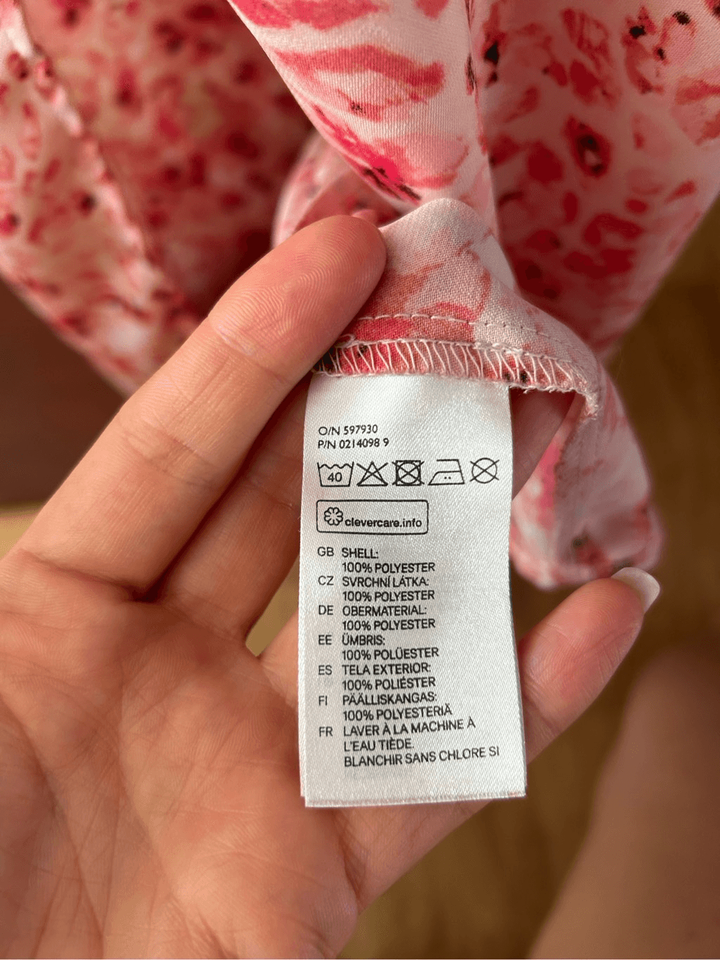 O/N 597930
P/N 0214098 9
40
clevercare.info
GB SHELL:
100% POLYESTER
CZ SVRCHNÍ LÁTKA:
100% POLYESTER
DE OBERMATERIAL:
100% POLYESTER
EE ÜMBRIS:
100% POLÜESTER
ES TELA EXTERIOR:
100% POLIÉSTER
FI PÄÄLLISKANGAS:
100% POLYESTERIÄ
FR LAVER À LA MACHINE À
L'EAU TIÈDE.
BLANCHIR SANS CHLORE SI